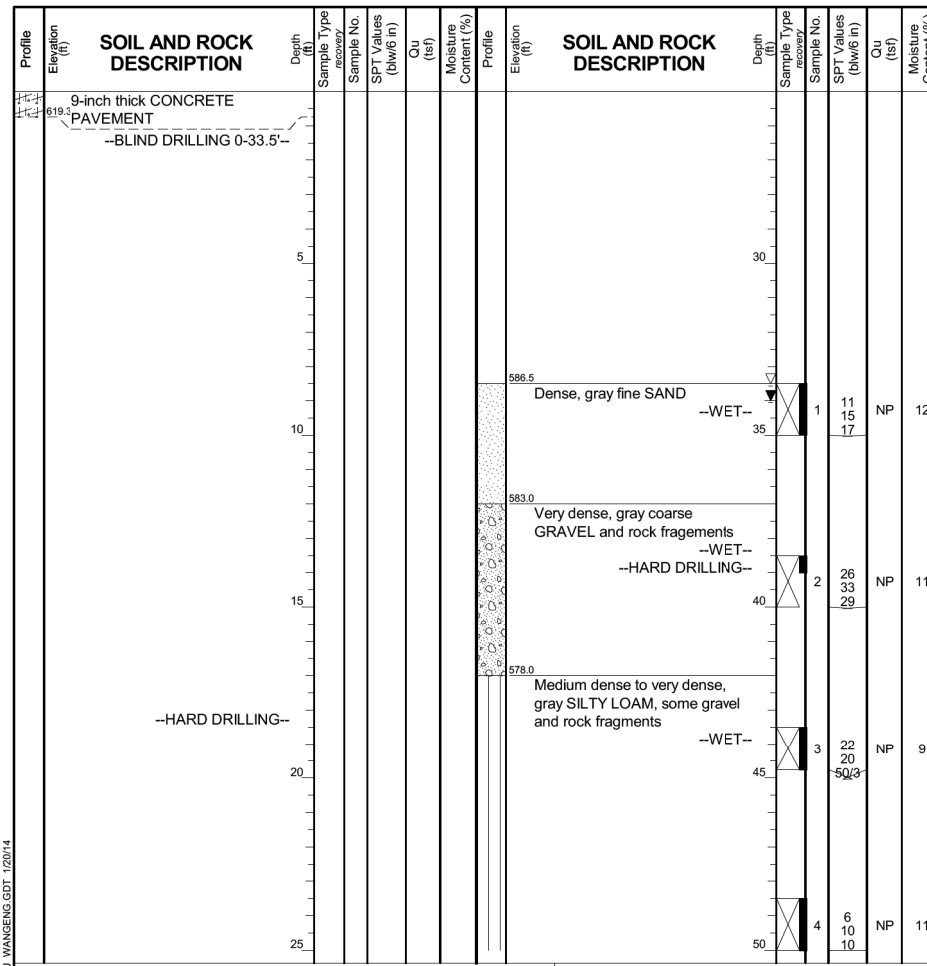 Profile
Elevation
(ft)
SOIL AND ROCK
DESCRIPTION
Depth
(ft)
Sample Type
recovery
Sample No.
SPT Values
(blw/6 in)
Qu
(tsf)
Moisture
Content (%)
9-inch thick CONCRETE
619.3
PAVEMENT
--BLIND DRILLING 0-33.5'--
5
10
15
--HARD DRILLING--
20
25
Profile
Elevation
(ft)
SOIL AND ROCK
DESCRIPTION
Depth
(ft)
Sample Type
recovery
Sample No.
SPT Values
(blw/6 in)
Qu
(tsf)
Moisture
Content (%)
30
586.5
Dense, gray fine SAND
--WET--
35
1
11
15
17
NP
12
583.0
Very dense, gray coarse
GRAVEL and rock fragements
--WET--
--HARD DRILLING--
40
2
26
33
29
NP
11
578.0
Medium dense to very dense,
gray SILTY LOAM, some gravel
and rock fragments
--WET--
45
3
22
20
50/3
NP
9
50
4
6
10
10
NP
11
WANGENG.GDT 1/20/14